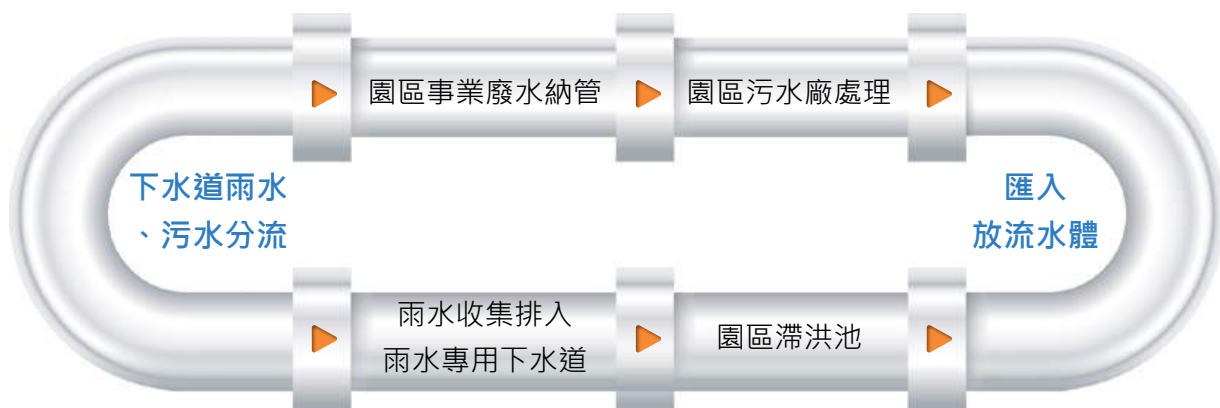 園區事業廢水納管
園區污水廠處理
下水道雨水
、污水分流
匯入
放流水體
雨水收集排入
雨水專用下水道
園區滯洪池